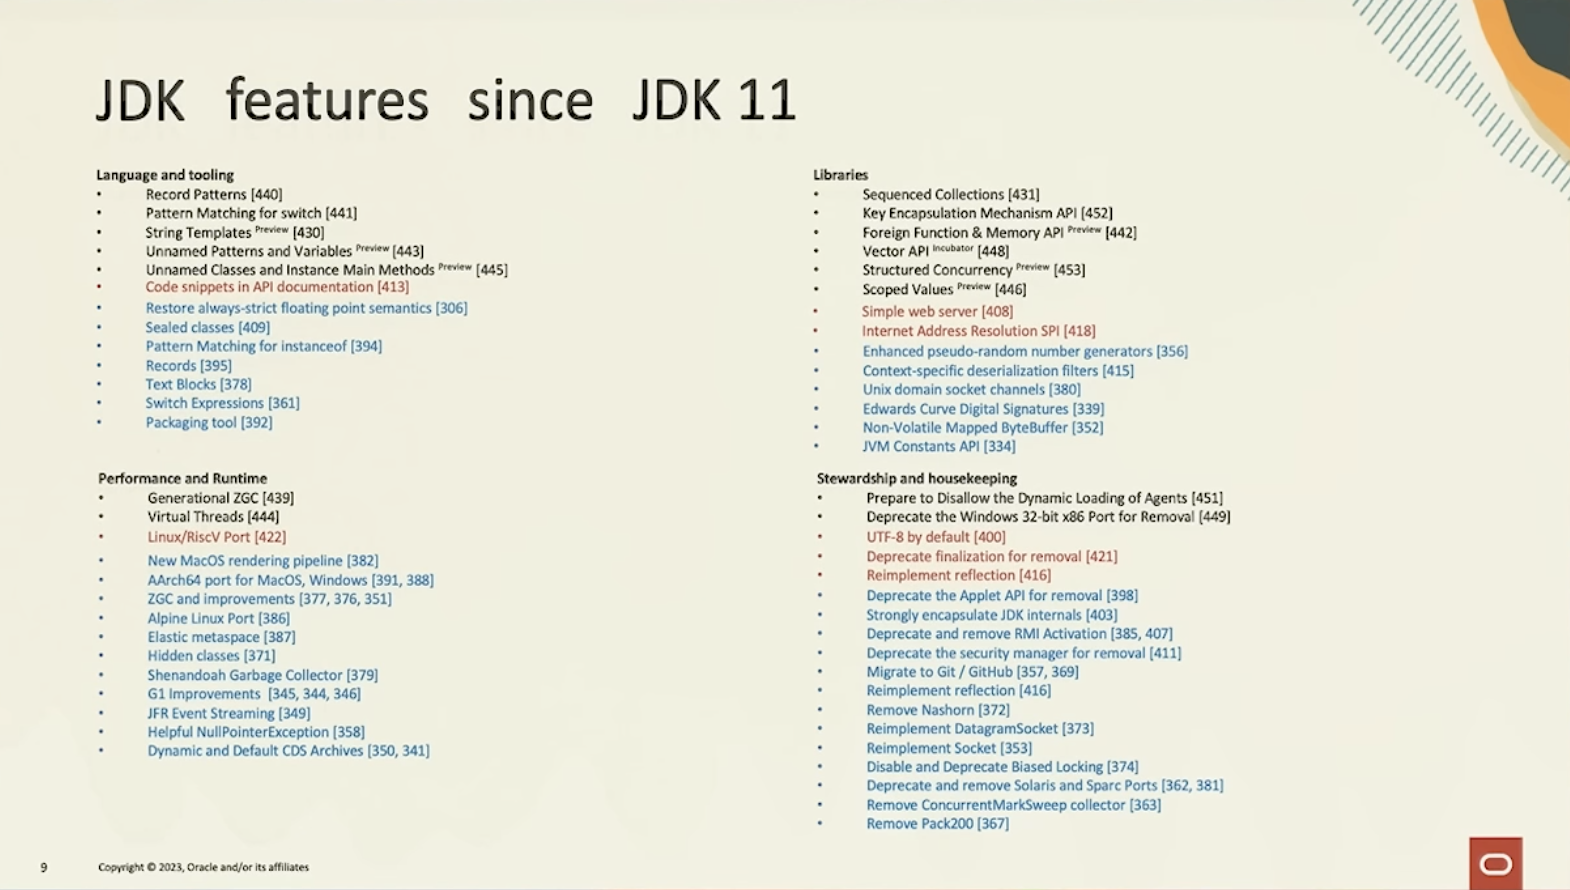 JDK features since JDK 11
Language and tooling
• Record Patterns [440]
• Pattern Matching for switch [441]
• String Templates Preview [430]
• Unnamed Patterns and Variables Preview [443]
• Unnamed Classes and Instance Main Methods Preview [445]
• Code snippets in API documentation [413]
• Restore always-strict floating point semantics [306]
• Sealed classes [409]
• Pattern Matching for instanceof [394]
• Records [395]
• Text Blocks [378]
• Switch Expressions [361]
• Packaging tool [392]
Libraries
• Sequenced Collections [431]
• Key Encapsulation Mechanism API [452]
• Foreign Function & Memory API Preview [442]
• Vector API Incubator [448]
• Structured Concurrency Preview [453]
• Scoped Values Preview [446]
• Simple web server [408]
• Internet Address Resolution SPI [418]
• Enhanced pseudo-random number generators [356]
• Context-specific deserialization filters [415]
• Unix domain socket channels [380]
• Edwards Curve Digital Signatures [339]
• Non-Volatile Mapped ByteBuffer [352]
• JVM Constants API [334]
Performance and Runtime
• Generational ZGC [439]
• Virtual Threads [444]
• Linux/RiscV Port [422]
• New MacOS rendering pipeline [382]
• AArch64 port for MacOS, Windows [391, 388]
• ZGC and improvements [377, 376, 351]
• Alpine Linux Port [386]
• Elastic metaspace [387]
• Hidden classes [371]
• Shenandoah Garbage Collector [379]
• G1 Improvements [345, 344, 346]
• JFR Event Streaming [349]
• Helpful NullPointerException [358]
• Dynamic and Default CDS Archives [350, 341]
Stewardship and housekeeping
• Prepare to Disallow the Dynamic Loading of Agents [451]
• Deprecate the Windows 32-bit x86 Port for Removal [449]
• UTF-8 by default [400]
• Deprecate finalization for removal [421]
• Reimplement reflection [416]
• Deprecate the Applet API for removal [398]
• Strongly encapsulate JDK internals [403]
• Deprecate and remove RMI Activation [385, 407]
• Deprecate the security manager for removal [411]
• Migrate to Git / GitHub [357, 369]
• Reimplement reflection [416]
• Remove Nashorn [372]
• Reimplement DatagramSocket [373]
• Reimplement Socket [353]
• Disable and Deprecate Biased Locking [374]
• Deprecate and remove Solaris and Sparc Ports [362, 381]
• Remove ConcurrentMarkSweep collector [363]
• Remove Pack200 [367]
9 Copyright © 2023, Oracle and/or its affiliates